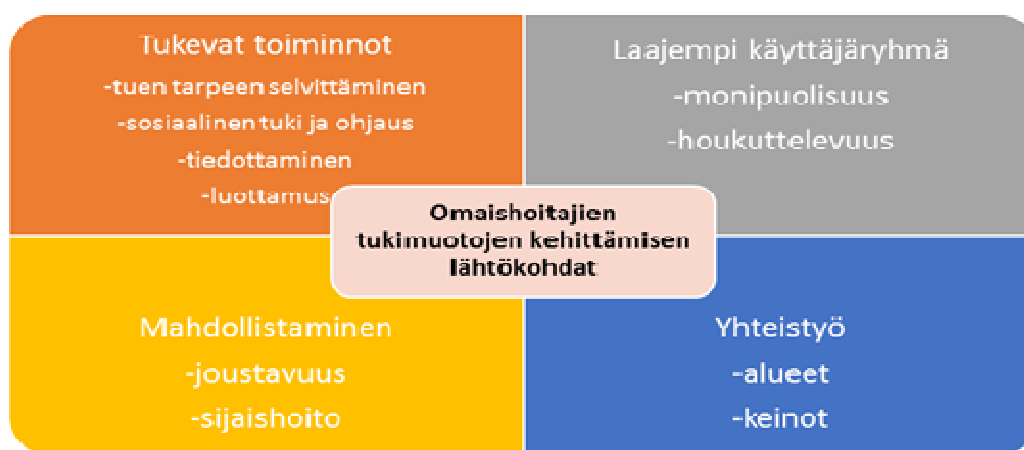 Tukevat toiminnot
-tuen tarpeen selvittäminen
-sosiaalinen tuki ja ohjaus
-tiedottaminen
-luottamus
Laajempi käyttäjäryhmä
-monipuolisuus
-houkuttelevuus
Omaishoitajien
tukimuotojen kehittämisen
lähtökohdat
Mahdollistaminen
-joustavuus
-sijaishoito
Yhteistyö
-alueet
-keinot